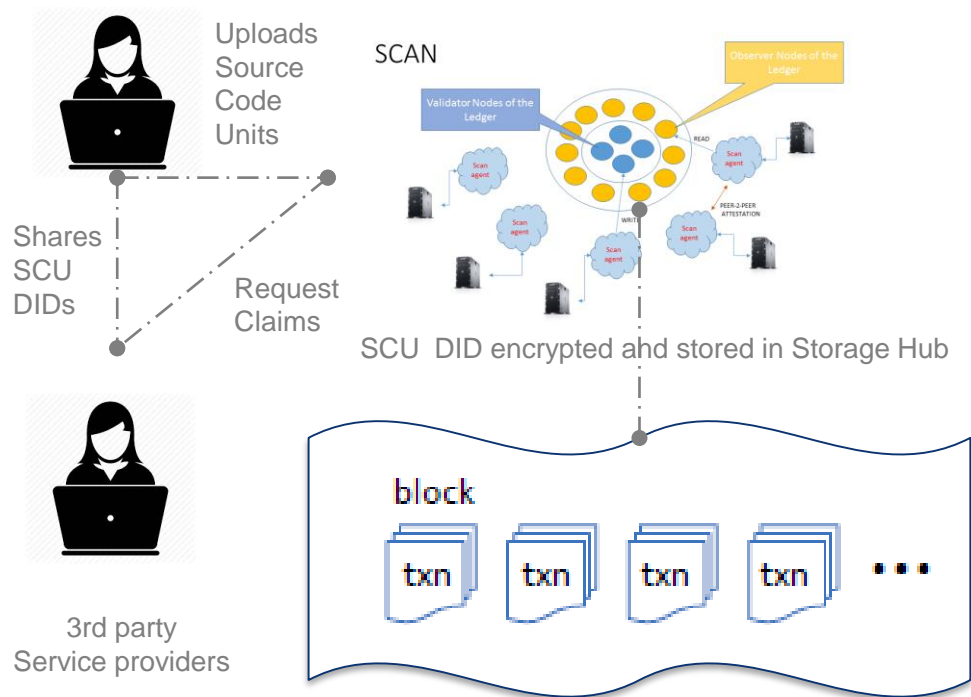 Uploads
Source
Code
Units
SCAN
Observer Nodes of the
Ledger
Validator Nodes of the
Ledger
READ
Scan
agent
Scan
agent
PEER-2-PEER
ATTESTATION
Scan
agent
Scan
agent
WRITE
Scan
agent
Shares
SCU
DIDs
Request
Claims
SCU DID encrypted and stored in Storage Hub
block
txn
txn
txn
txn
•••
3rd party
Service providers